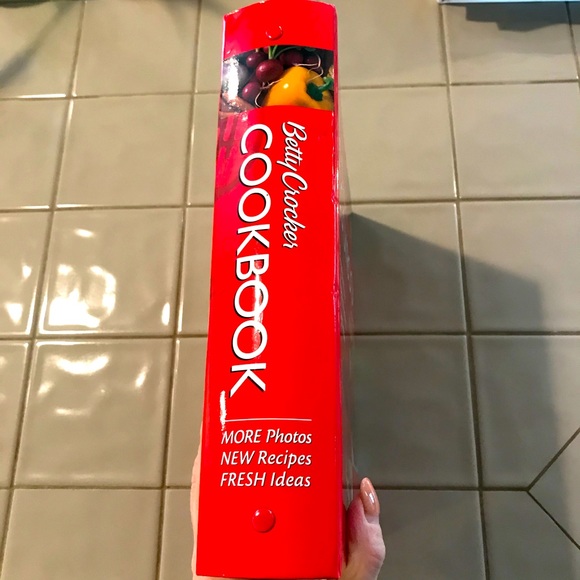 Betty Crocker
COOKBOOK
MORE Photos
NEW Recipes
FRESH Ideas